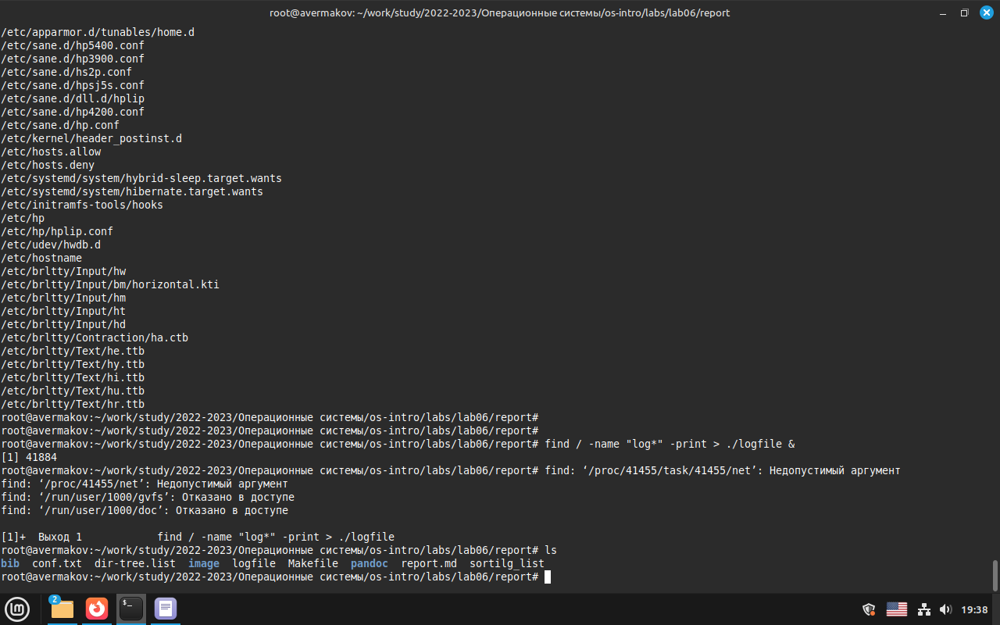 root@avermakov: ~/work/study/2022-2023/Операционные системы/os-intro/labs/lab06/report
/etc/apparmor.d/tunables/home.d
/etc/sane.d/hp5400.conf
/etc/sane.d/hp3900.conf
/etc/sane.d/hs2p.conf
/etc/sane.d/hpsj5s.conf
/etc/sane.d/dll.d/hplip
/etc/sane.d/hp4200.conf
/etc/sane.d/hp.conf
/etc/kernel/header_postinst.d
/etc/hosts.allow
/etc/hosts.deny
/etc/systemd/system/hybrid-sleep.target.wants
/etc/systemd/system/hibernate.target.wants
/etc/initramfs-tools/hooks
/etc/hp
/etc/hp/hplip.conf
/etc/udev/hwdb.d
/etc/hostname
/etc/brltty/Input/hw
/etc/brltty/Input/bm/horizontal.kti
/etc/brltty/Input/hm
/etc/brltty/Input/ht
/etc/brltty/Input/hd
/etc/brltty/Contraction/ha.ctb
/etc/brltty/Text/he.ttb
/etc/brltty/Text/hy.ttb
/etc/brltty/Text/hi.ttb
/etc/brltty/Text/hu.ttb
/etc/brltty/Text/hr.ttb
root@avermakov:~/work/study/2022-2023/Операционные системы/os-intro/labs/lab06/report#
root@avermakov:~/work/study/2022-2023/Операционные системы/os-intro/labs/lab06/report#
root@avermakov:~/work/study/2022-2023/Операционные системы/os-intro/labs/lab06/report# find / -name "log*" -print > ./logfile &
[1] 41884
root@avermakov:~/work/study/2022-2023/Операционные системы/os-intro/labs/lab06/report# find: ‘/proc/41455/task/41455/net’: Недопустимый аргумент
find: ‘/proc/41455/net’: Недопустимый аргумент
find: ‘/run/user/1000/gvfs’: Отказано в доступе
find: ‘/run/user/1000/doc’: Отказано в доступе
[1]+  Выход 1            find / -name "log*" -print > ./logfile
root@avermakov:~/work/study/2022-2023/Операционные системы/os-intro/labs/lab06/report# ls
bib  conf.txt  dir-tree.list  image  logfile  Makefile  pandoc  report.md  sortilg_list
root@avermakov:~/work/study/2022-2023/Операционные системы/os-intro/labs/lab06/report#
2
$_
19:38